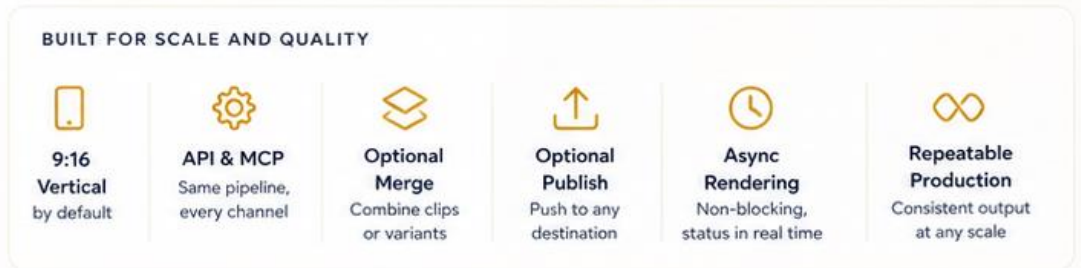 BUILT FOR SCALE AND QUALITY
9:16
Vertical
by default
API & MCP
Same pipeline,
every channel
Optional
Merge
Combine clips
or variants
Optional
Publish
Push to any
destination
Async
Rendering
Non-blocking,
status in real time
Repeatable
Production
Consistent output
at any scale